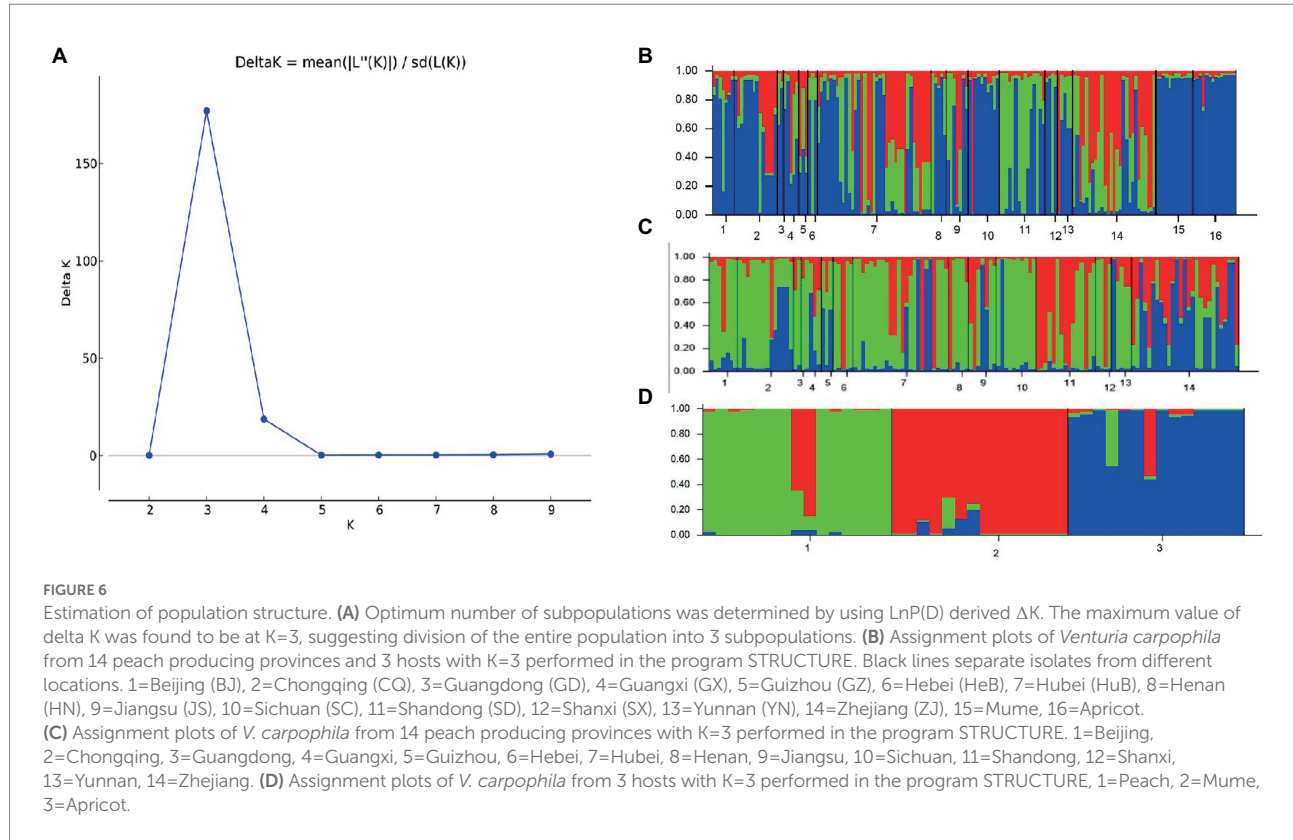 A
DeltaK = mean(|L"(K)|) / sd(L(K))
150
100
50
0
Delta K
2 3 4 5 6 7 8 9
K
B
1.00
0.80
0.60
0.40
0.20
0.00
1 2 3 4 5 6 7 8 9 10 11 12 13 14 15 16
C
1.00
0.80
0.60
0.40
0.20
0.00
1 2 3 4 5 6 7 8 9 10 11 12 13 14
D
1.00
0.80
0.60
0.40
0.20
0.00
1 2 3
FIGURE 6
Estimation of population structure. (A) Optimum number of subpopulations was determined by using LnP(D) derived ΔK. The maximum value of
delta K was found to be at K=3, suggesting division of the entire population into 3 subpopulations. (B) Assignment plots of Venturia carpophila
from 14 peach producing provinces and 3 hosts with K=3 performed in the program STRUCTURE. Black lines separate isolates from different
locations. 1=Beijing (BJ), 2=Chongqing (CQ), 3=Guangdong (GD), 4=Guangxi (GX), 5=Guizhou (GZ), 6=Hebei (HeB), 7=Hubei (HuB), 8=Henan
(HN), 9=Jiangsu (JS), 10=Sichuan (SC), 11=Shandong (SD), 12=Shanxi (SX), 13=Yunnan (YN), 14=Zhejiang (ZJ), 15=Mume, 16=Apricot.
(C) Assignment plots of V. carpophila from 14 peach producing provinces with K=3 performed in the program STRUCTURE. 1=Beijing,
2=Chongqing, 3=Guangdong, 4=Guangxi, 5=Guizhou, 6=Hebei, 7=Hubei, 8=Henan, 9=Jiangsu, 10=Sichuan, 11=Shandong, 12=Shanxi,
13=Yunnan, 14=Zhejiang. (D) Assignment plots of V. carpophila from 3 hosts with K=3 performed in the program STRUCTURE, 1=Peach, 2=Mume,
3=Apricot.